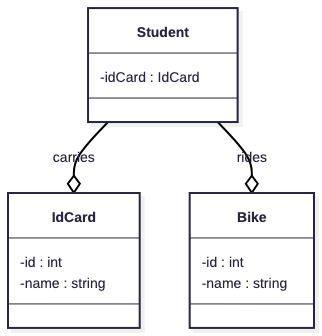 Student
-idCard : IdCard
carries
rides
IdCard
-id : int
-name : string
Bike
-id : int
-name : string